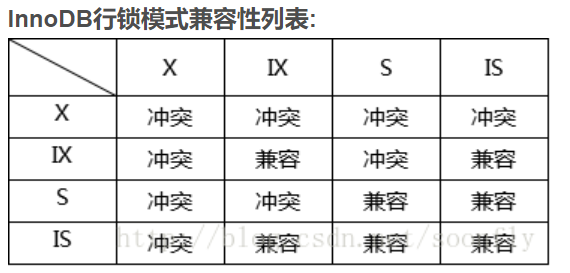 InnoDB行锁模式兼容性列表:
X IX S IS
X 冲突 冲突 冲突 冲突
IX 冲突 兼容 冲突 兼容
S 冲突 冲突 兼容 兼容
IS 冲突 兼容 兼容 兼容
http://blog.csdn.net/soonfly